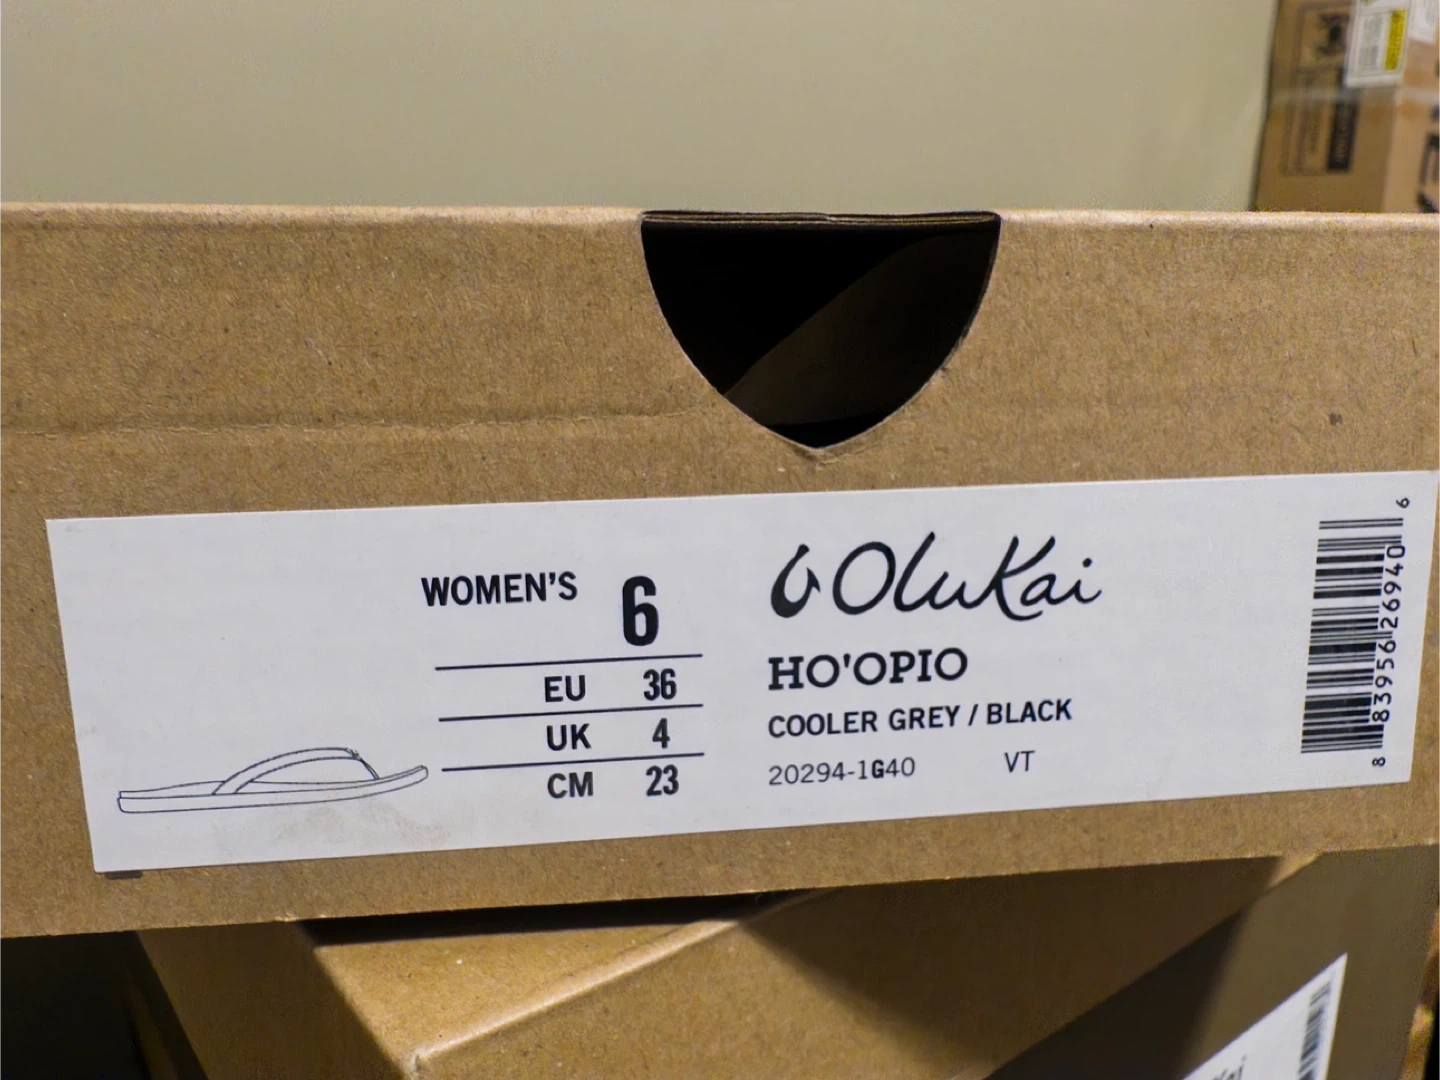 WOMEN'S 6
EU 36
UK 4
CM 23
OluKai
HO'OPIO
COOLER GREY / BLACK
20294-1G40 VT
8 83956 26940 6